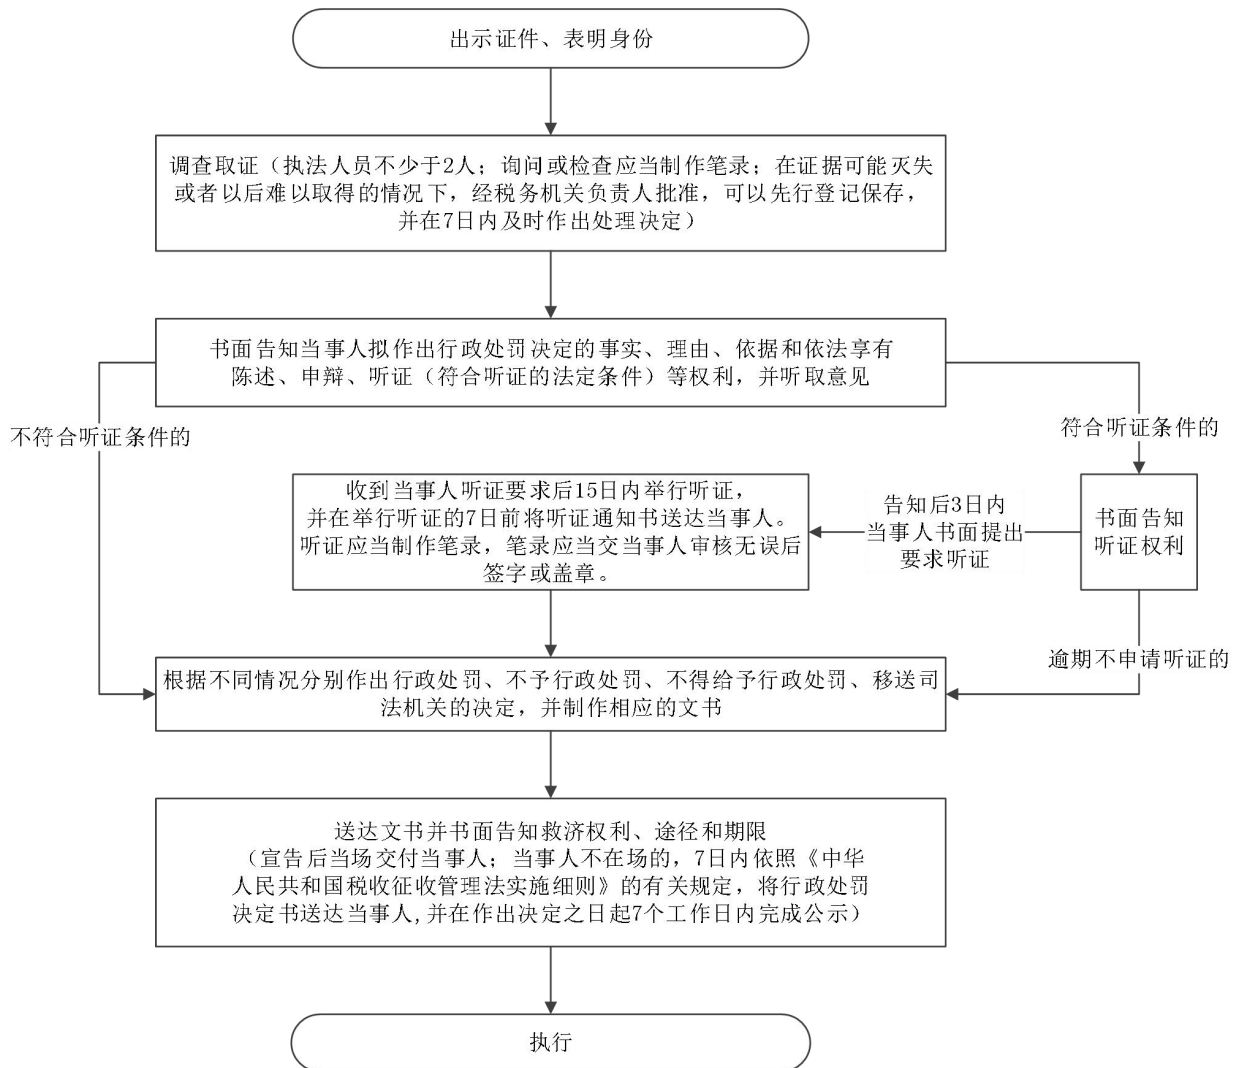 出示证件、表明身份
调查取证（执法人员不少于2人；询问或检查应当制作笔录；在证据可能灭失
或者以后难以取得的情况下，经税务机关负责人批准，可以先行登记保存，
并在7日内及时作出处理决定）
书面告知当事人拟作出行政处罚决定的事实、理由、依据和依法享有
陈述、申辩、听证（符合听证的法定条件）等权利，并听取意见
不符合听证条件的
符合听证条件的
收到当事人听证要求后15日内举行听证，
并在举行听证的7日前将听证通知书送达当事人。
听证应当制作笔录，笔录应当交当事人审核无误后
签字或盖章。
告知后3日内
当事人书面提出
要求听证
书面告知
听证权利
逾期不申请听证的
根据不同情况分别作出行政处罚、不予行政处罚、不得给予行政处罚、移送司
法机关的决定，并制作相应的文书
送达文书并书面告知救济权利、途径和期限
（宣告后当场交付当事人；当事人不在场的，7日内依照《中华
人民共和国税收征收管理法实施细则》的有关规定，将行政处罚
决定书送达当事人,并在作出决定之日起7个工作日内完成公示）
执行